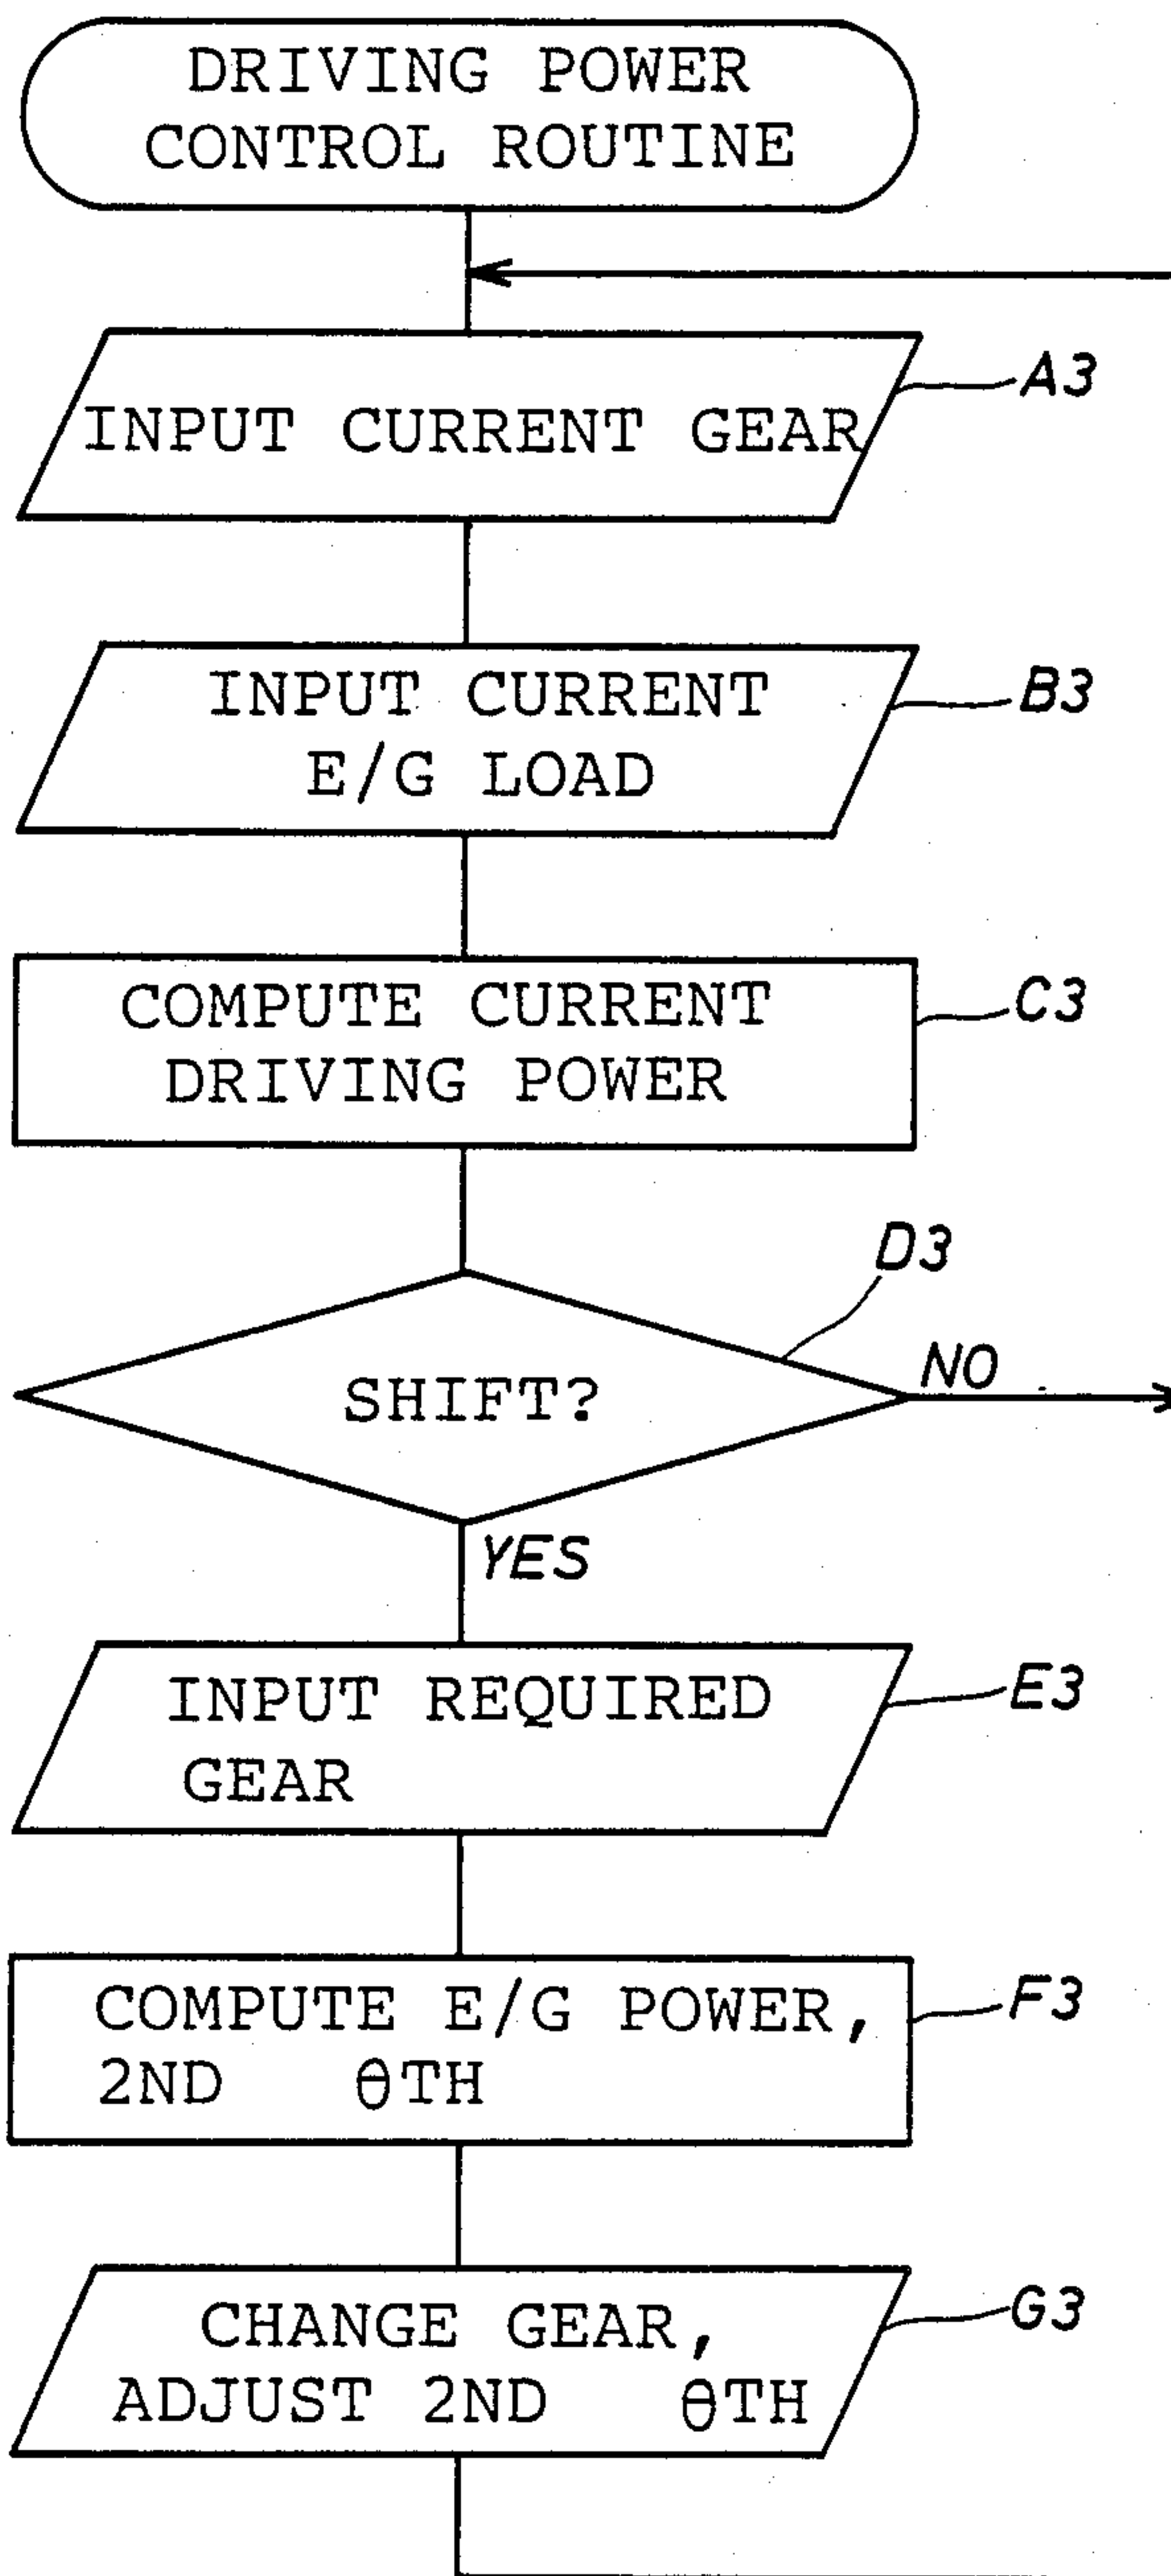 DRIVING POWER
CONTROL ROUTINE
INPUT CURRENT GEAR
A3
INPUT CURRENT
E/G LOAD
B3
COMPUTE CURRENT
DRIVING POWER
C3
D3
SHIFT?
NO
YES
INPUT REQUIRED
GEAR
E3
COMPUTE E/G POWER,
2ND θTH
F3
CHANGE GEAR,
ADJUST 2ND θTH
G3